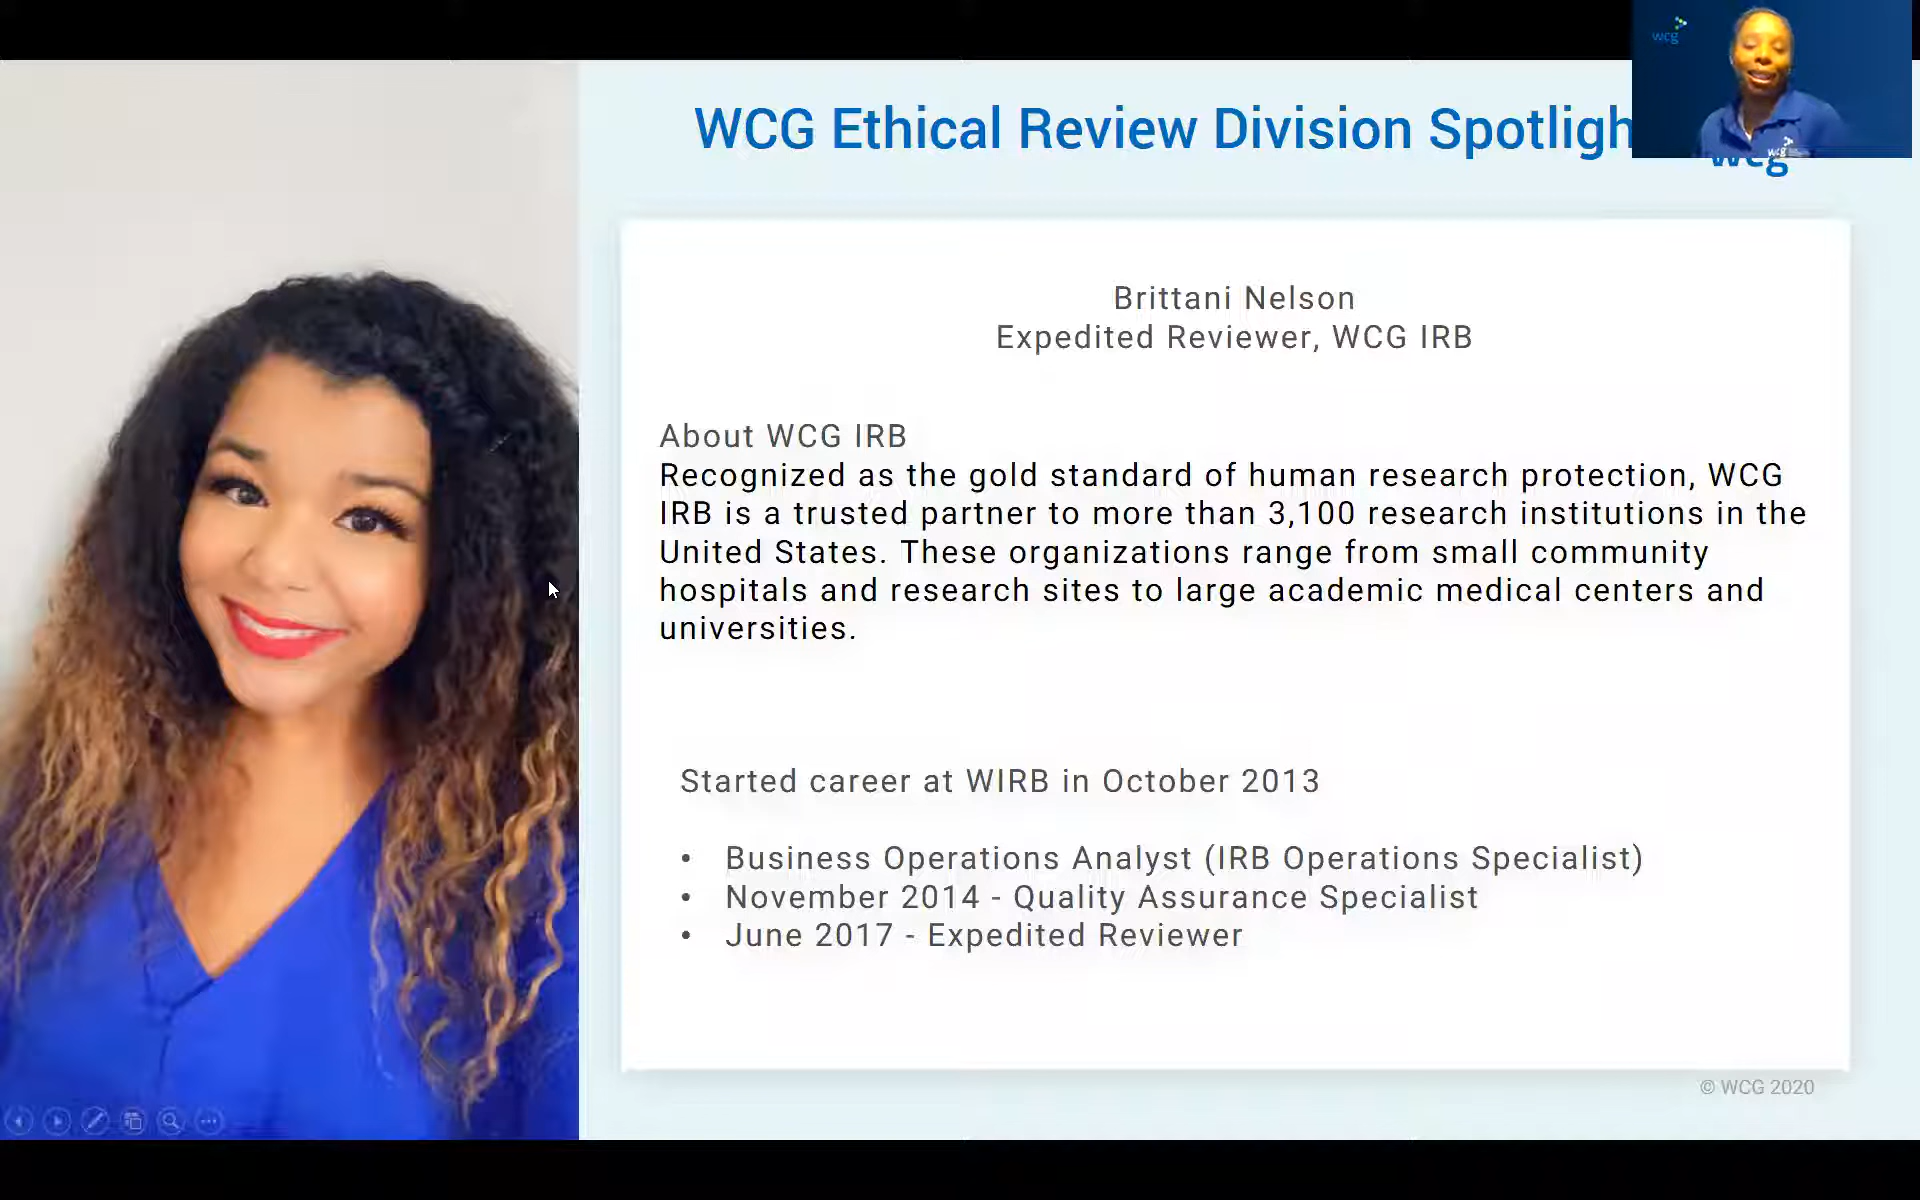 wcg
WCG Ethical Review Division Spotligh
wcg
wcg
Brittani Nelson
Expedited Reviewer, WCG IRB
About WCG IRB
Recognized as the gold standard of human research protection, WCG
IRB is a trusted partner to more than 3,100 research institutions in the
United States. These organizations range from small community
hospitals and research sites to large academic medical centers and
universities.
Started career at WIRB in October 2013
• Business Operations Analyst (IRB Operations Specialist)
• November 2014 - Quality Assurance Specialist
• June 2017 - Expedited Reviewer
© WCG 2020